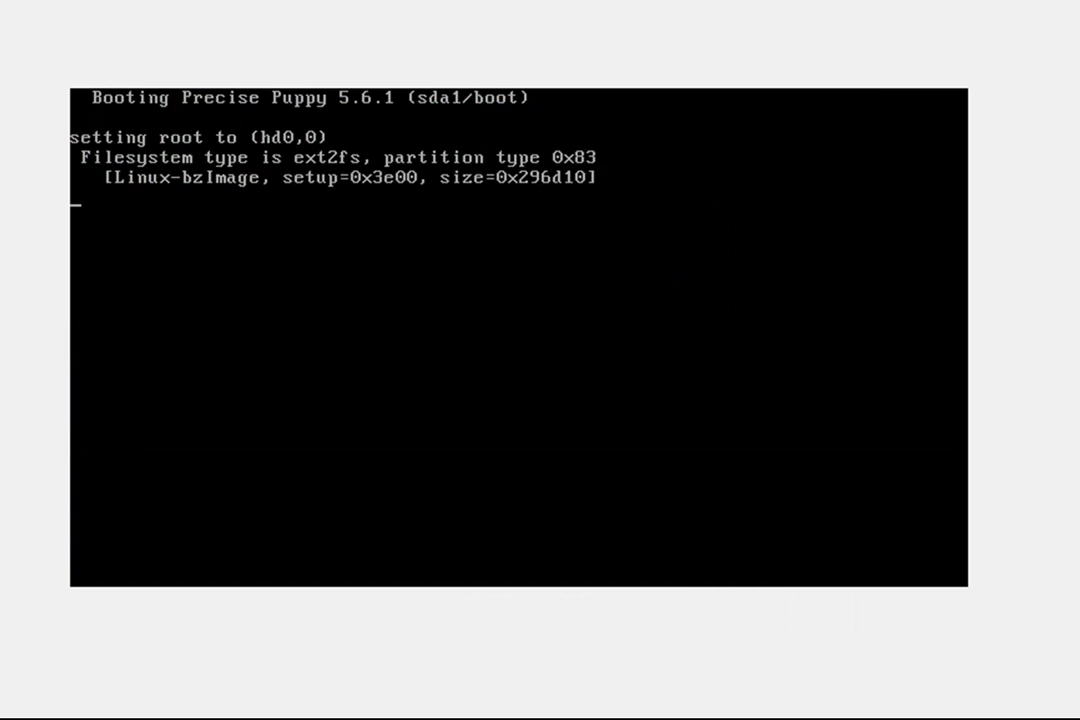 Booting Precise Puppy 5.6.1 (sda1/boot)
setting root to (hd0,0)
Filesystem type is ext2fs, partition type 0x83
[Linux-bzImage, setup=0x3e00, size=0x296d10]